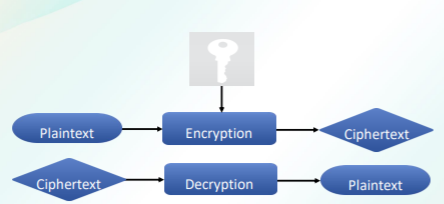 Plaintext
Encryption
Ciphertext
Ciphertext
Decryption
Plaintext